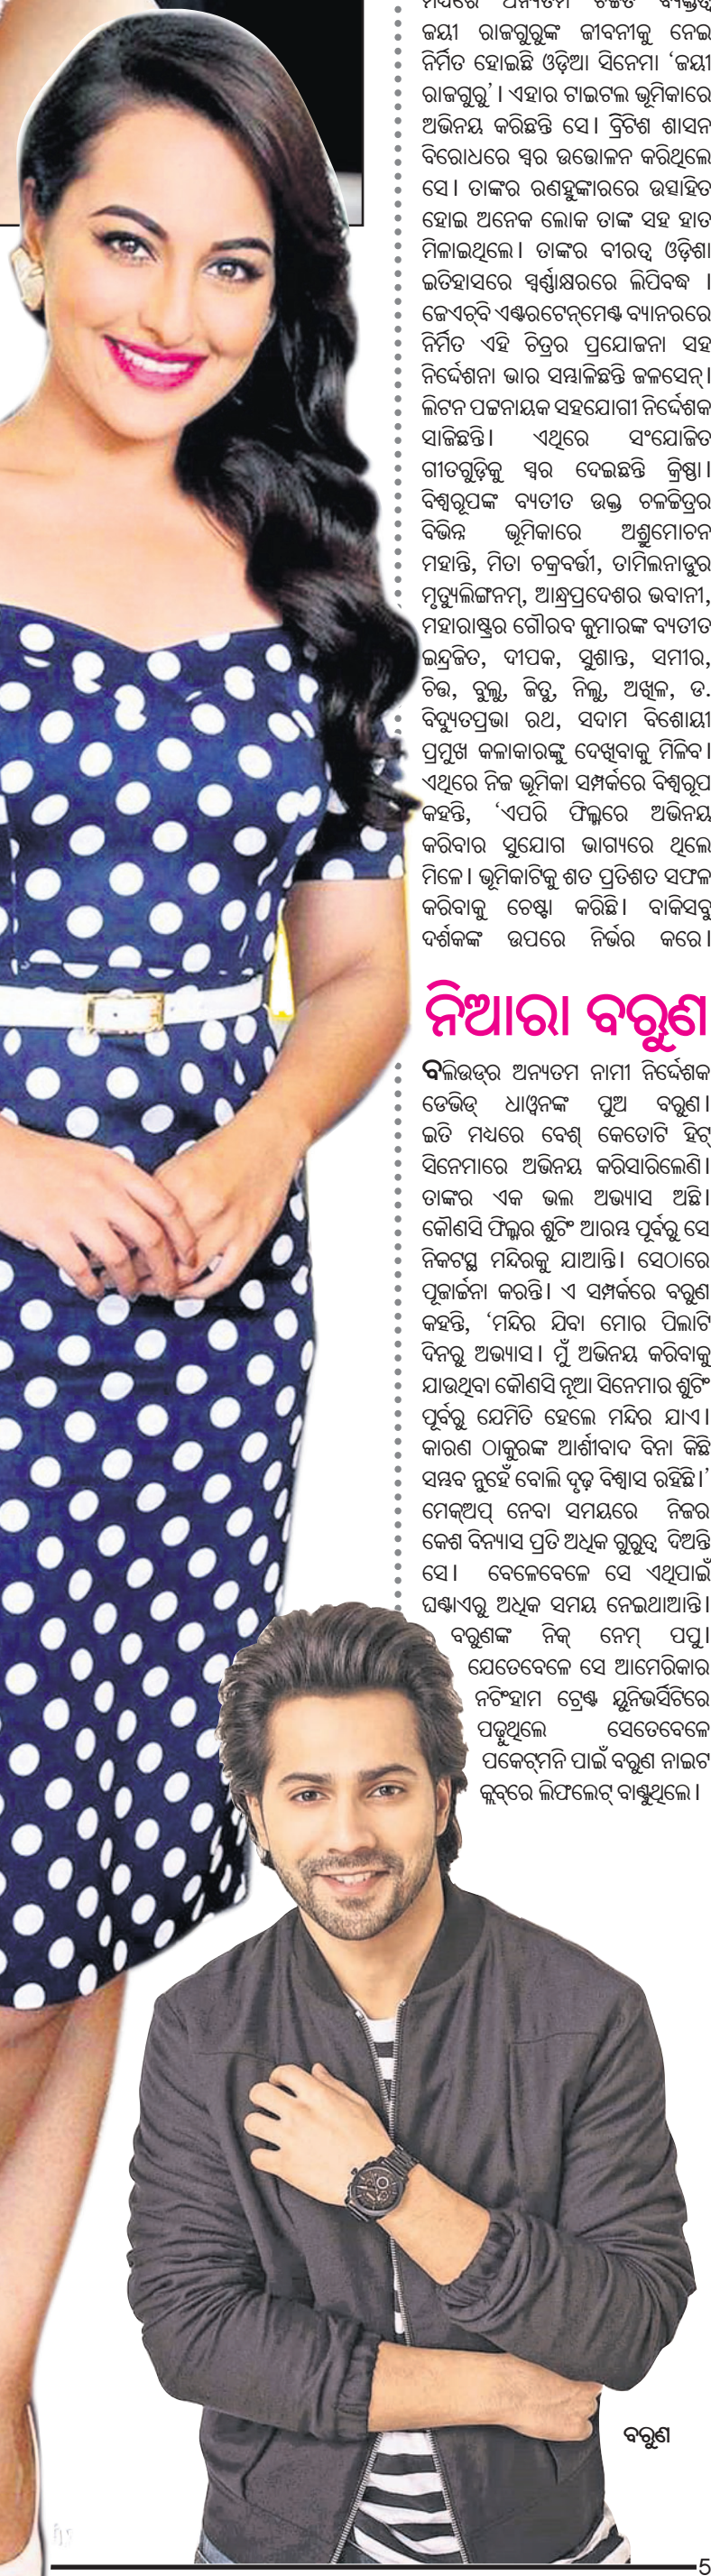 ଜୟୀ ରାଜଗୁରୁଙ୍କ ଜୀବନୀକୁ ନେଇ
ନିର୍ମିତ ହୋଇଛି ଓଡ଼ିଆ ସିନେମା ‘ଜୟୀ
ରାଜଗୁରୁ’। ଏହାର ଟାଇଟଲ ଭୂମିକାରେ
ଅଭିନୟ କରିଛନ୍ତି ସେ। ବ୍ରିଟିଶ ଶାସନ
ବିରୋଧରେ ସ୍ୱର ଉତ୍ତୋଳନ କରିଥିଲେ
ସେ। ତାଙ୍କର ରଣହୁଙ୍କାରରେ ଉତ୍ସାହିତ
ହୋଇ ଅନେକ ଲୋକ ତାଙ୍କ ସହ ହାତ
ମିଳାଇଥିଲେ। ତାଙ୍କର ବୀରତ୍ୱ ଓଡ଼ିଶା
ଇତିହାସରେ ସ୍ୱର୍ଣ୍ଣାକ୍ଷରରେ ଲିପିବଦ୍ଧ ।
ଜେଏଚ୍‌ବି ଏଣ୍ଟରଟେନ୍‌ମେଣ୍ଟ ବ୍ୟାନରରେ
ନିର୍ମିତ ଏହି ଚିତ୍ରର ପ୍ରଯୋଜନା ସହ
ନିର୍ଦ୍ଦେଶନା ଭାର ସମ୍ଭାଳିଛନ୍ତି ଜଳସେନ୍।
ଲିଟନ ପଟ୍ଟନାୟକ ସହଯୋଗୀ ନିର୍ଦ୍ଦେଶକ
ସାଜିଛନ୍ତି। ଏଥିରେ ସଂଯୋଜିତ
ଗୀତଗୁଡ଼ିକୁ ସ୍ୱର ଦେଇଛନ୍ତି କ୍ରିଷ୍ଣା।
ବିଶ୍ୱରୂପଙ୍କ ବ୍ୟତୀତ ଉକ୍ତ ଚଳଚ୍ଚିତ୍ରର
ବିଭିନ୍ନ ଭୂମିକାରେ ଅଶ୍ରୁମୋଚନ
ମହାନ୍ତି, ମିତା ଚକ୍ରବର୍ତ୍ତୀ, ତାମିଲନାଡୁର
ମୃତ୍ୟୁଲିଙ୍ଗନମ୍, ଆନ୍ଧ୍ରପ୍ରଦେଶର ଭବାନୀ,
ମହାରାଷ୍ଟ୍ରର ଗୌରବ କୁମାରଙ୍କ ବ୍ୟତୀତ
ଇନ୍ଦ୍ରଜିତ, ଦୀପକ, ସୁଶାନ୍ତ, ସମୀର,
ଚିତ୍ତ, ବୁଲୁ, ଜିତୁ, ନିଲୁ, ଅଖିଳ, ଡ.
ବିଦ୍ୟୁତପ୍ରଭା ରଥ, ସଦାମ ବିଶୋୟୀ
ପ୍ରମୁଖ କଳାକାରଙ୍କୁ ଦେଖିବାକୁ ମିଳିବ।
ଏଥିରେ ନିଜ ଭୂମିକା ସମ୍ପର୍କରେ ବିଶ୍ୱରୂପ
କହନ୍ତି, ‘ଏପରି ଫିଲ୍ମରେ ଅଭିନୟ
କରିବାର ସୁଯୋଗ ଭାଗ୍ୟରେ ଥିଲେ
ମିଳେ। ଭୂମିକାଟିକୁ ଶତ ପ୍ରତିଶତ ସଫଳ
କରିବାକୁ ଚେଷ୍ଟା କରିଛି। ବାକିସବୁ
ଦର୍ଶକଙ୍କ ଉପରେ ନିର୍ଭର କରେ।
ନିଆରା ବରୁଣ
ବଲିଉଡ୍‌ର ଅନ୍ୟତମ ନାମୀ ନିର୍ଦ୍ଦେଶକ
ଡେଭିଡ୍ ଧାୱନଙ୍କ ପୁଅ ବରୁଣ।
ଇତି ମଧ୍ୟରେ ବେଶ୍ କେତୋଟି ହିଟ୍
ସିନେମାରେ ଅଭିନୟ କରିସାରିଲେଣି।
ତାଙ୍କର ଏକ ଭଲ ଅଭ୍ୟାସ ଅଛି।
କୌଣସି ଫିଲ୍ମର ଶୁଟିଂ ଆରମ୍ଭ ପୂର୍ବରୁ ସେ
ନିକଟସ୍ଥ ମନ୍ଦିରକୁ ଯାଆନ୍ତି। ସେଠାରେ
ପୂଜାର୍ଚ୍ଚନା କରନ୍ତି। ଏ ସମ୍ପର୍କରେ ବରୁଣ
କହନ୍ତି, ‘ମନ୍ଦିର ଯିବା ମୋର ପିଲାଟି
ଦିନରୁ ଅଭ୍ୟାସ। ମୁଁ ଅଭିନୟ କରିବାକୁ
ଯାଉଥିବା କୌଣସି ନୂଆ ସିନେମାର ଶୁଟିଂ
ପୂର୍ବରୁ ଯେମିତି ହେଲେ ମନ୍ଦିର ଯାଏ।
କାରଣ ଠାକୁରଙ୍କ ଆର୍ଶୀବାଦ ବିନା କିଛି
ସମ୍ଭବ ନୁହେଁ ବୋଲି ଦୃଢ଼ ବିଶ୍ୱାସ ରହିଛି।’
ମେକ୍‌ଅପ୍ ନେବା ସମୟରେ ନିଜର
କେଶ ବିନ୍ୟାସ ପ୍ରତି ଅଧିକ ଗୁରୁତ୍ୱ ଦିଅନ୍ତି
ସେ। ବେଳେବେଳେ ସେ ଏଥିପାଇଁ
ଘଣ୍ଟାଏରୁ ଅଧିକ ସମୟ ନେଇଥାଆନ୍ତି।
ବରୁଣଙ୍କ ନିକ୍ ନେମ୍ ପପୁ।
ଯେତେବେଳେ ସେ ଆମେରିକାର
ନଟିଂହାମ ଟ୍ରେଣ୍ଟ ୟୁନିଭର୍ସିଟିରେ
ପଢ଼ୁଥିଲେ ସେତେବେଳେ
ପକେଟ୍‌ମନି ପାଇଁ ବରୁଣ ନାଇଟ
କ୍ଲବ୍‌ରେ ଲିଫଲେଟ୍ ବାଣ୍ଟୁଥିଲେ।
ବରୁଣ
5